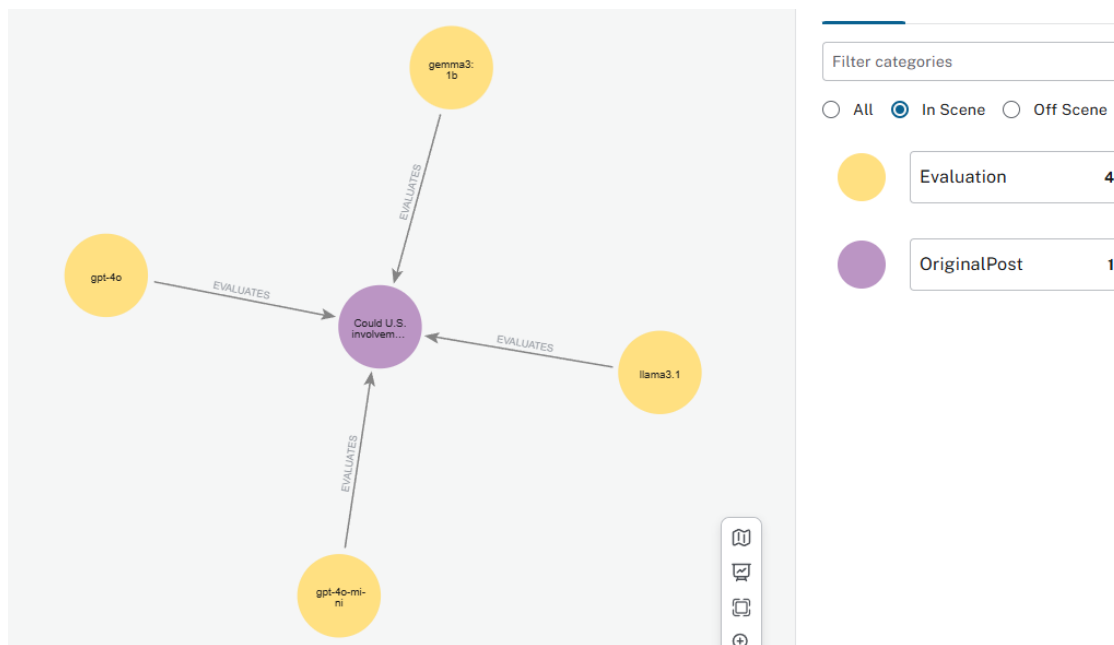 gemma3:
1b
EVALUATES
gpt-4o
EVALUATES
Could U.S.
involvem...
EVALUATES
llama3.1
EVALUATES
gpt-4o-mi-
ni
Filter categories
All
In Scene
Off Scene
Evaluation
4
OriginalPost
1